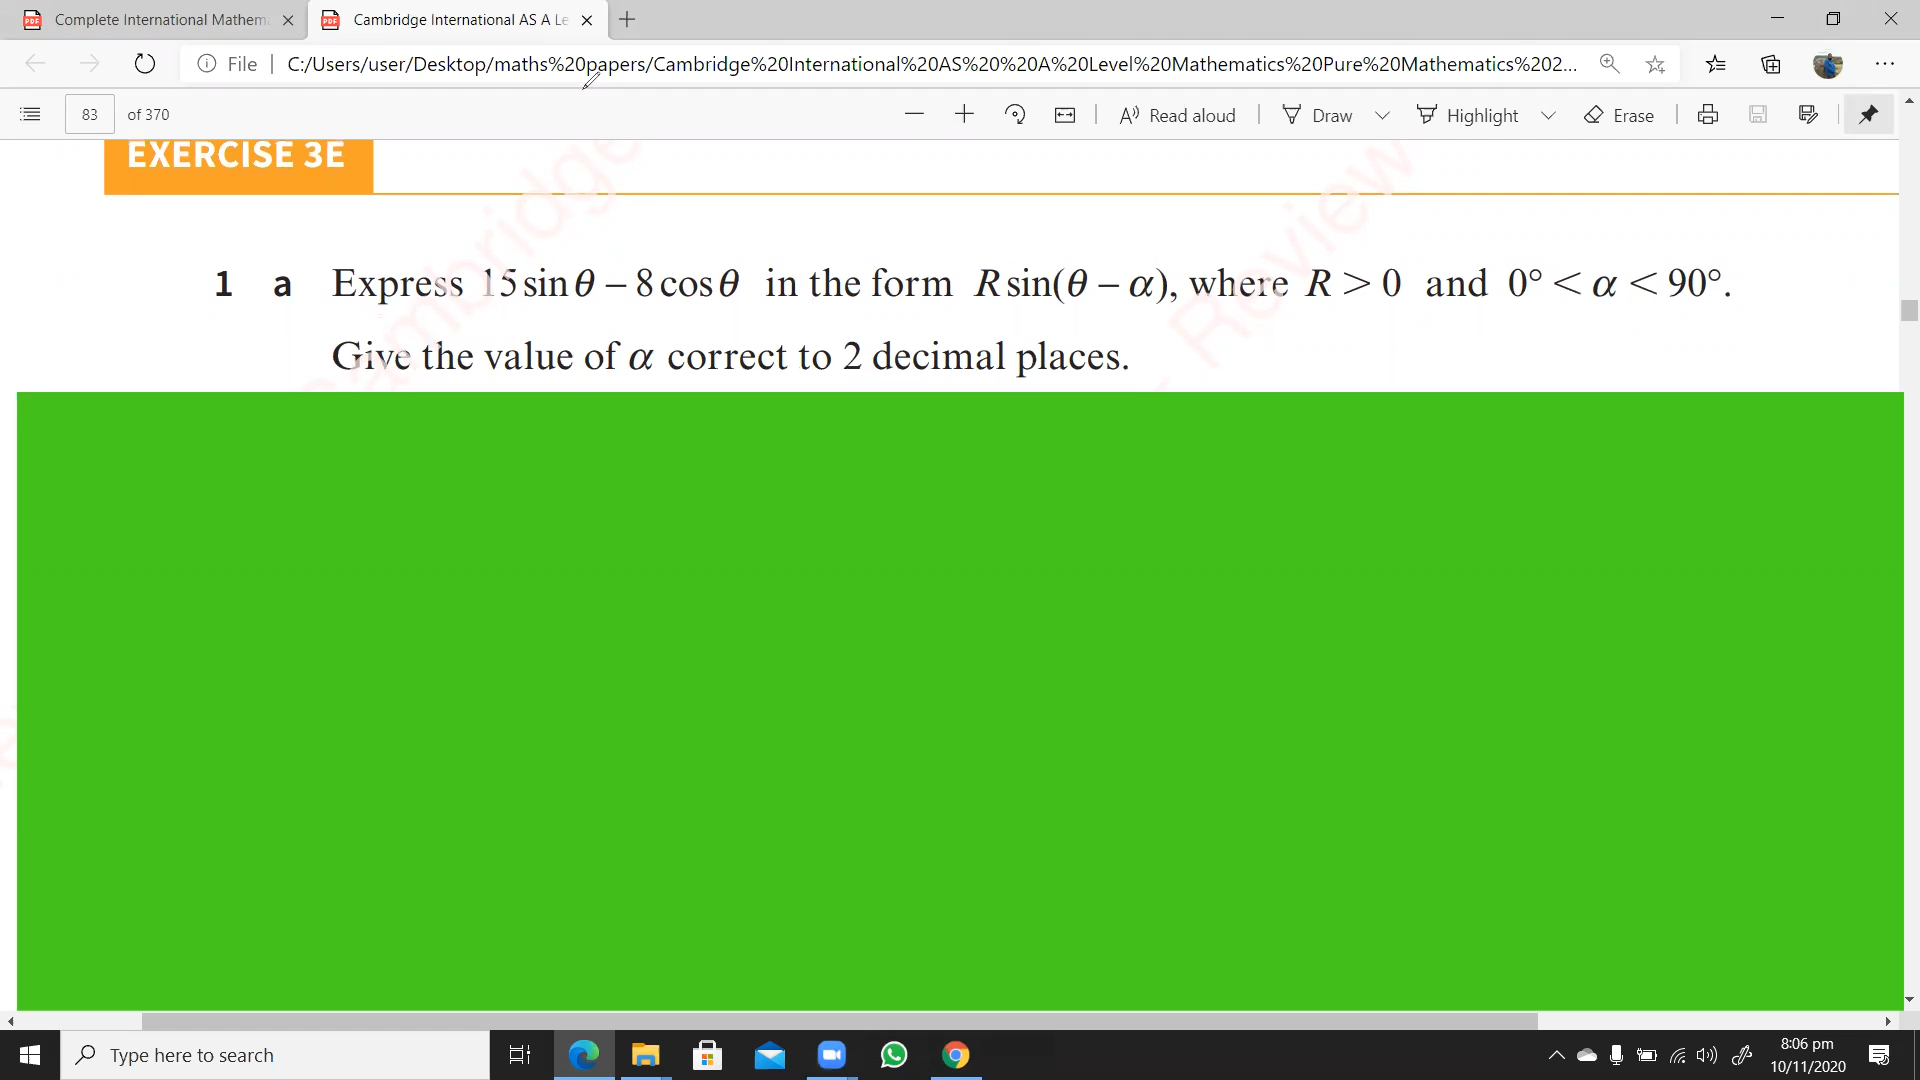 Complete International Mathem
Cambridge International AS A Le
File
C:/Users/user/Desktop/maths%20papers/Cambridge%20International%20AS%20%20A%20Level%20Mathematics%20Pure%20Mathematics%202...
83 of 370
Read aloud
Draw
Highlight
Erase
EXERCISE 3E
1 a Express 15 sin θ – 8 cos θ in the form R sin(θ – α), where R > 0 and 0° < α < 90°.
Give the value of α correct to 2 decimal places.
Cambridge
- Review
Type here to search
8:06 pm
10/11/2020